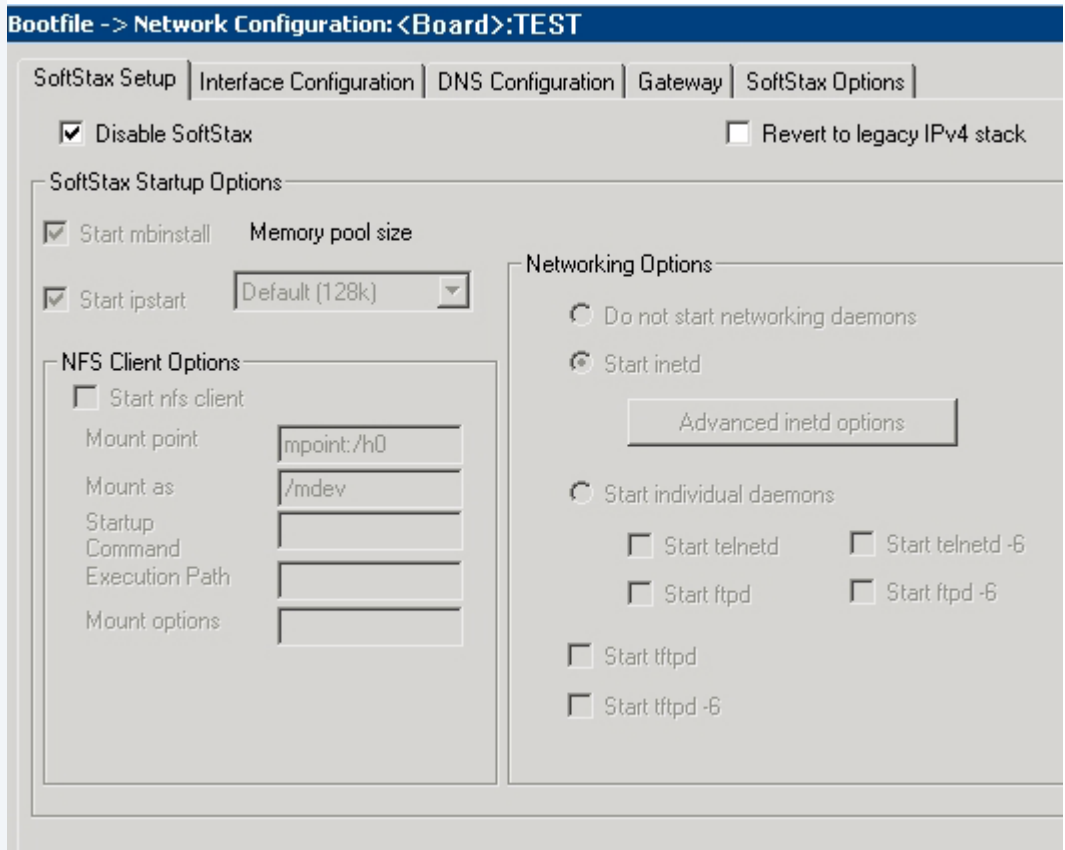 Bootfile -> Network Configuration: <Board>:TEST
SoftStax Setup Interface Configuration DNS Configuration Gateway SoftStax Options
Disable SoftStax Revert to legacy IPv4 stack
SoftStax Startup Options
Start mbinstall Memory pool size
Start ipstart Default (128k)
NFS Client Options
Start nfs client
Mount point mpoint:/h0
Mount as /mdev
Startup
Command
Execution Path
Mount options
Networking Options
Do not start networking daemons
Start inetd
Advanced inetd options
Start individual daemons
Start telnetd Start telnetd -6
Start ftpd Start ftpd -6
Start tftpd
Start tftpd -6